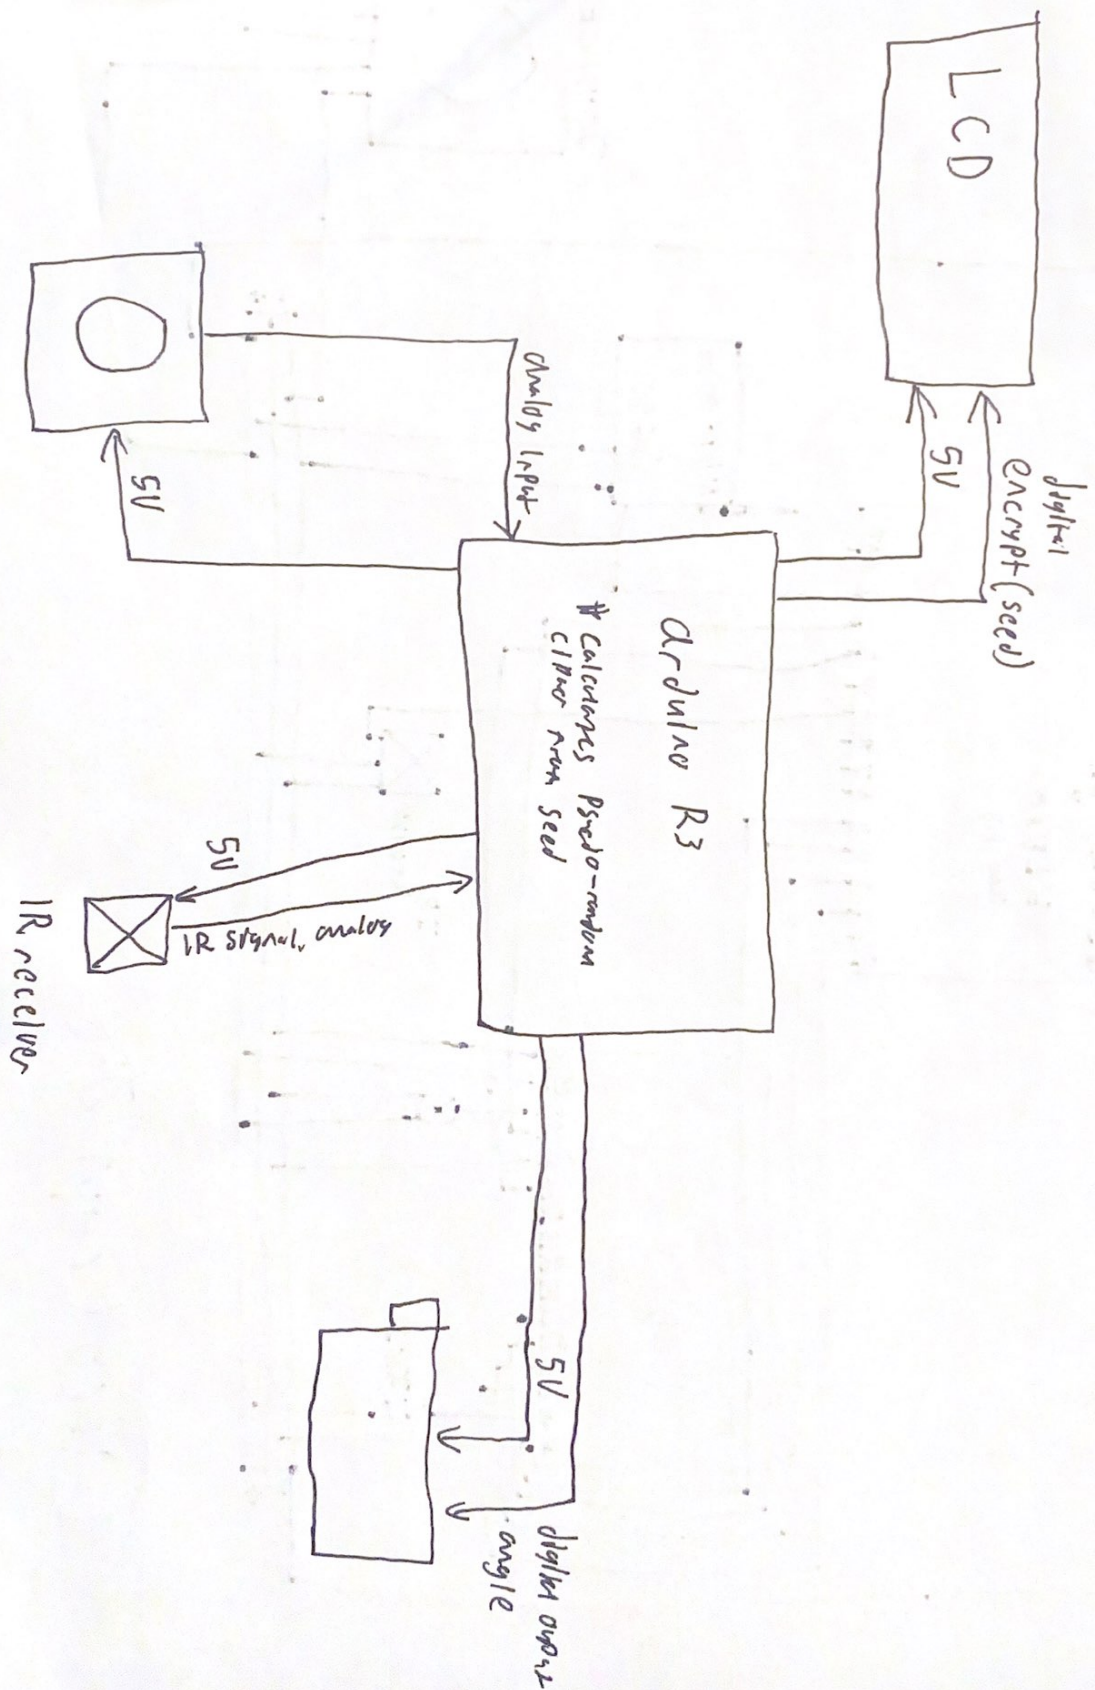 LCD
digital
encrypt(seed)
5V
analog input
5V
arduino R3
# calculates Psuedo-random
cipher from seed
5V
IR signal, analog
IR receiver
5V
digital output
angle